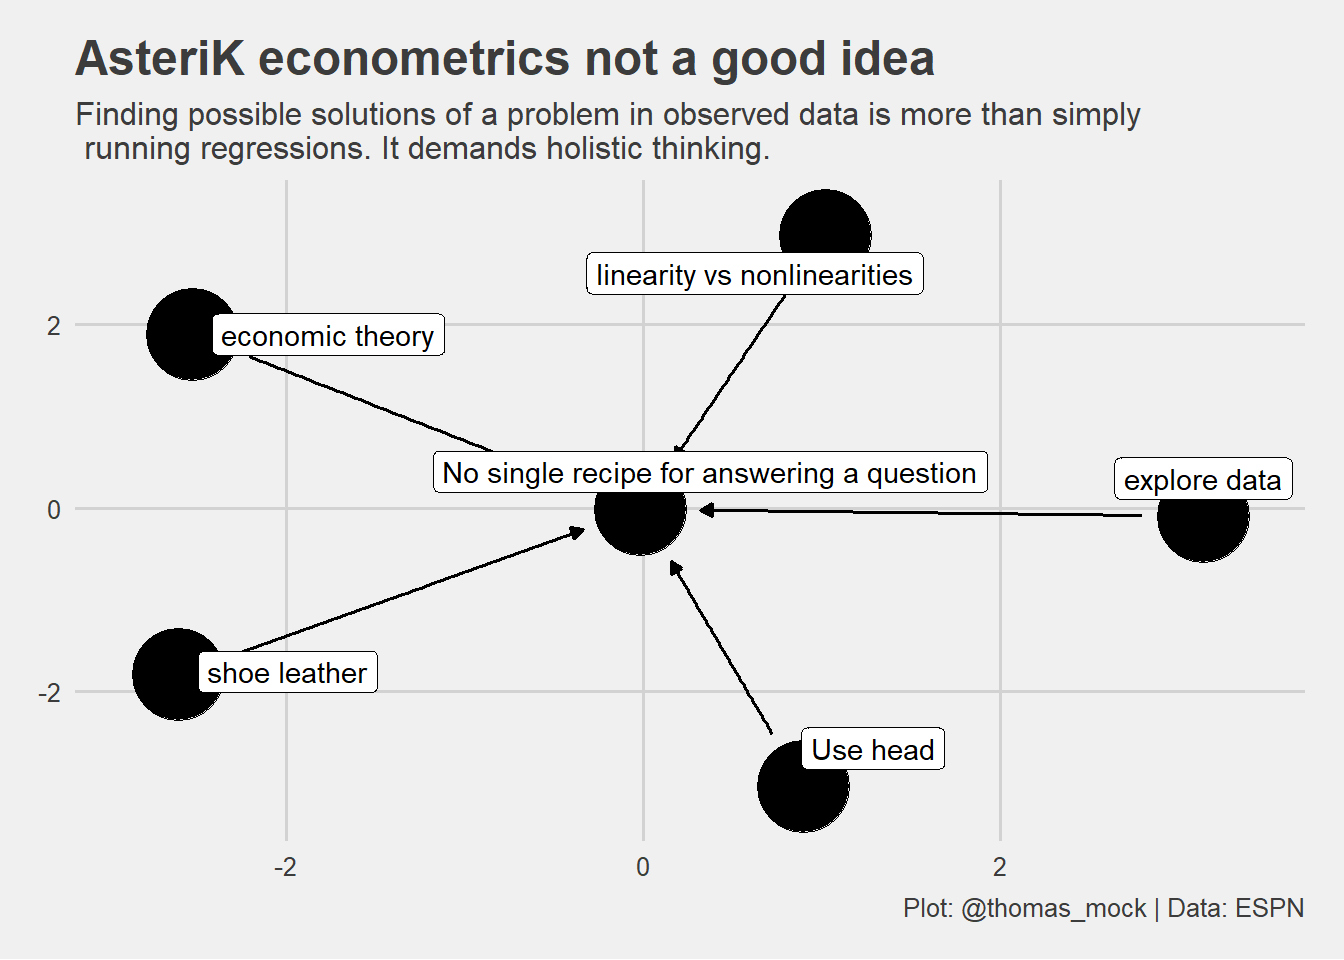 AsteriK econometrics not a good idea
Finding possible solutions of a problem in observed data is more than simply
running regressions. It demands holistic thinking.
linearity vs nonlinearities
economic theory
No single recipe for answering a question
explore data
shoe leather
Use head
2
0
-2
-2
0
2
Plot: @thomas_mock | Data: ESPN